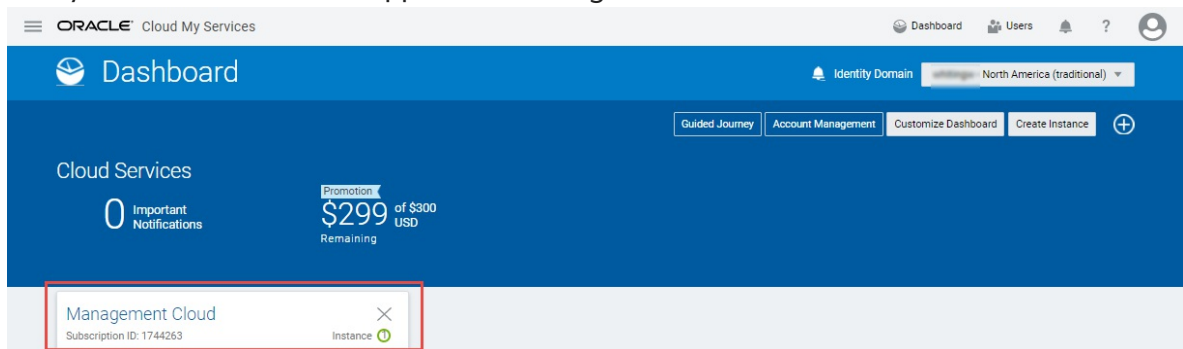 ORACLE Cloud My Services Dashboard Users ?
Dashboard Identity Domain North America (traditional)
Guided Journey Account Management Customize Dashboard Create Instance
Cloud Services
0 Important Notifications
Promotion
$299 of $300 USD
Remaining
Management Cloud
Subscription ID: 1744263 Instance 1